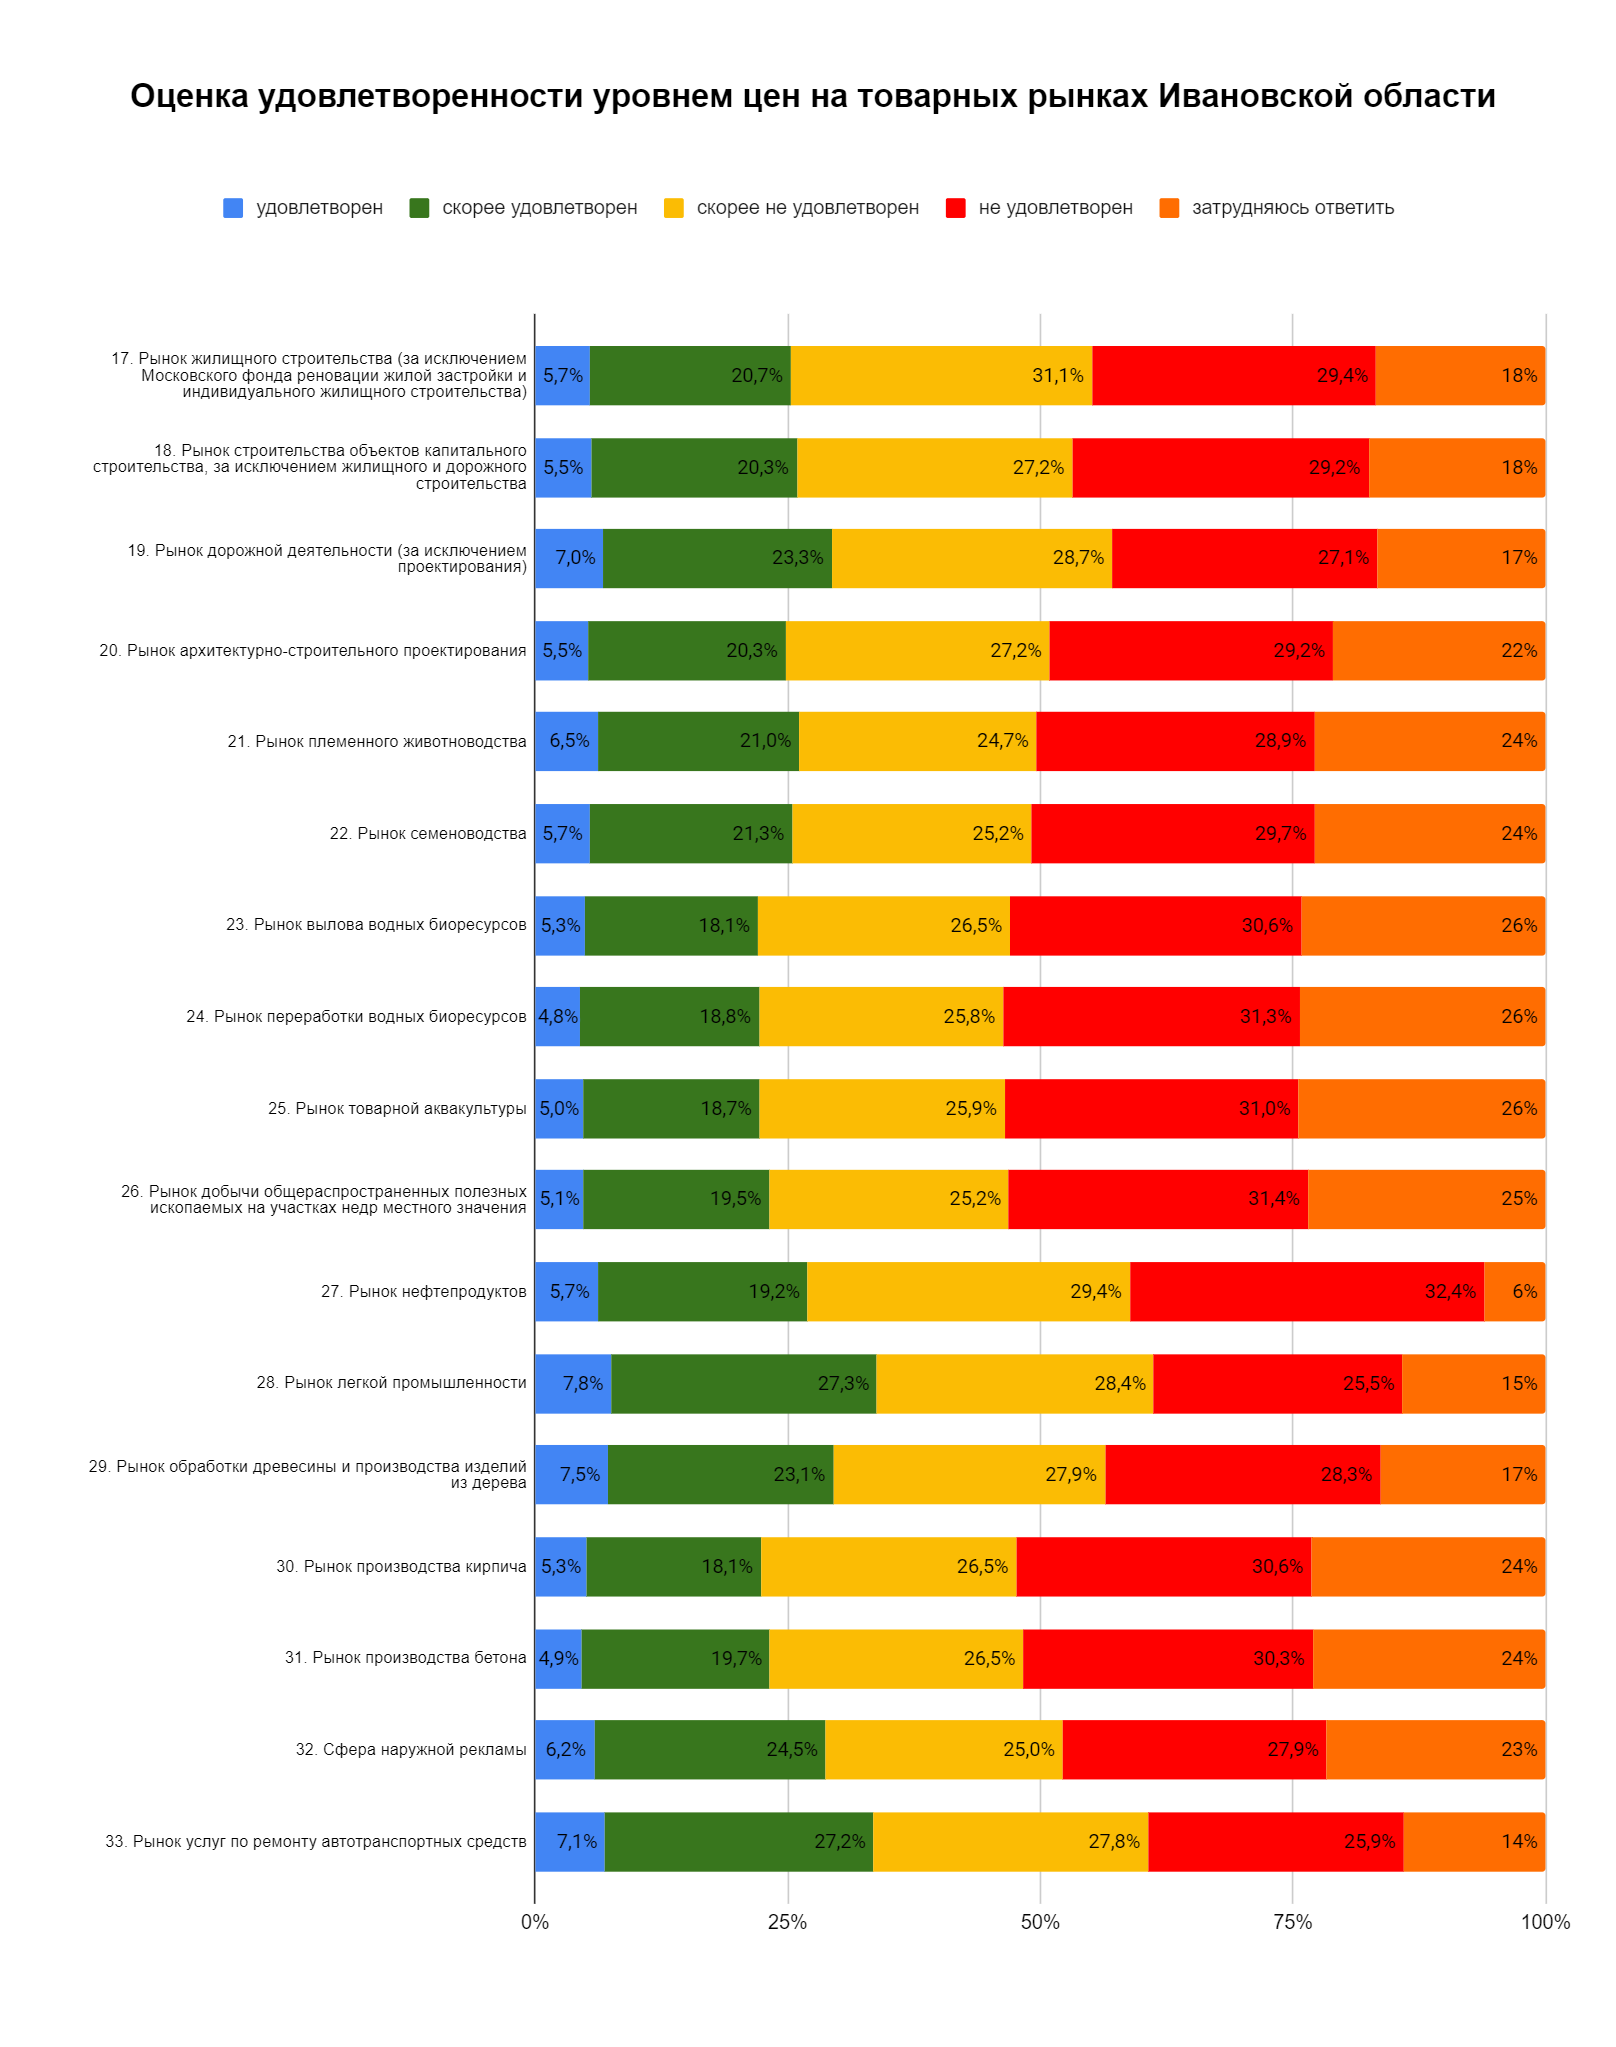 Оценка удовлетворенности уровнем цен на товарных рынках Ивановской области
удовлетворен скорее удовлетворен скорее не удовлетворен не удовлетворен затрудняюсь ответить
17. Рынок жилищного строительства (за исключением
Московского фонда реновации жилой застройки и
индивидуального жилищного строительства)
5,7% 20,7% 31,1% 29,4% 18%
18. Рынок строительства объектов капитального
строительства, за исключением жилищного и дорожного
строительства
5,5% 20,3% 27,2% 29,2% 18%
19. Рынок дорожной деятельности (за исключением
проектирования)
7,0% 23,3% 28,7% 27,1% 17%
20. Рынок архитектурно-строительного проектирования 5,5% 20,3% 27,2% 29,2% 22%
21. Рынок племенного животноводства 6,5% 21,0% 24,7% 28,9% 24%
22. Рынок семеноводства 5,7% 21,3% 25,2% 29,7% 24%
23. Рынок вылова водных биоресурсов 5,3% 18,1% 26,5% 30,6% 26%
24. Рынок переработки водных биоресурсов 4,8% 18,8% 25,8% 31,3% 26%
25. Рынок товарной аквакультуры 5,0% 18,7% 25,9% 31,0% 26%
26. Рынок добычи общераспространенных полезных
ископаемых на участках недр местного значения
5,1% 19,5% 25,2% 31,4% 25%
27. Рынок нефтепродуктов 5,7% 19,2% 29,4% 32,4% 6%
28. Рынок легкой промышленности 7,8% 27,3% 28,4% 25,5% 15%
29. Рынок обработки древесины и производства изделий
из дерева
7,5% 23,1% 27,9% 28,3% 17%
30. Рынок производства кирпича 5,3% 18,1% 26,5% 30,6% 24%
31. Рынок производства бетона 4,9% 19,7% 26,5% 30,3% 24%
32. Сфера наружной рекламы 6,2% 24,5% 25,0% 27,9% 23%
33. Рынок услуг по ремонту автотранспортных средств 7,1% 27,2% 27,8% 25,9% 14%
0% 25% 50% 75% 100%